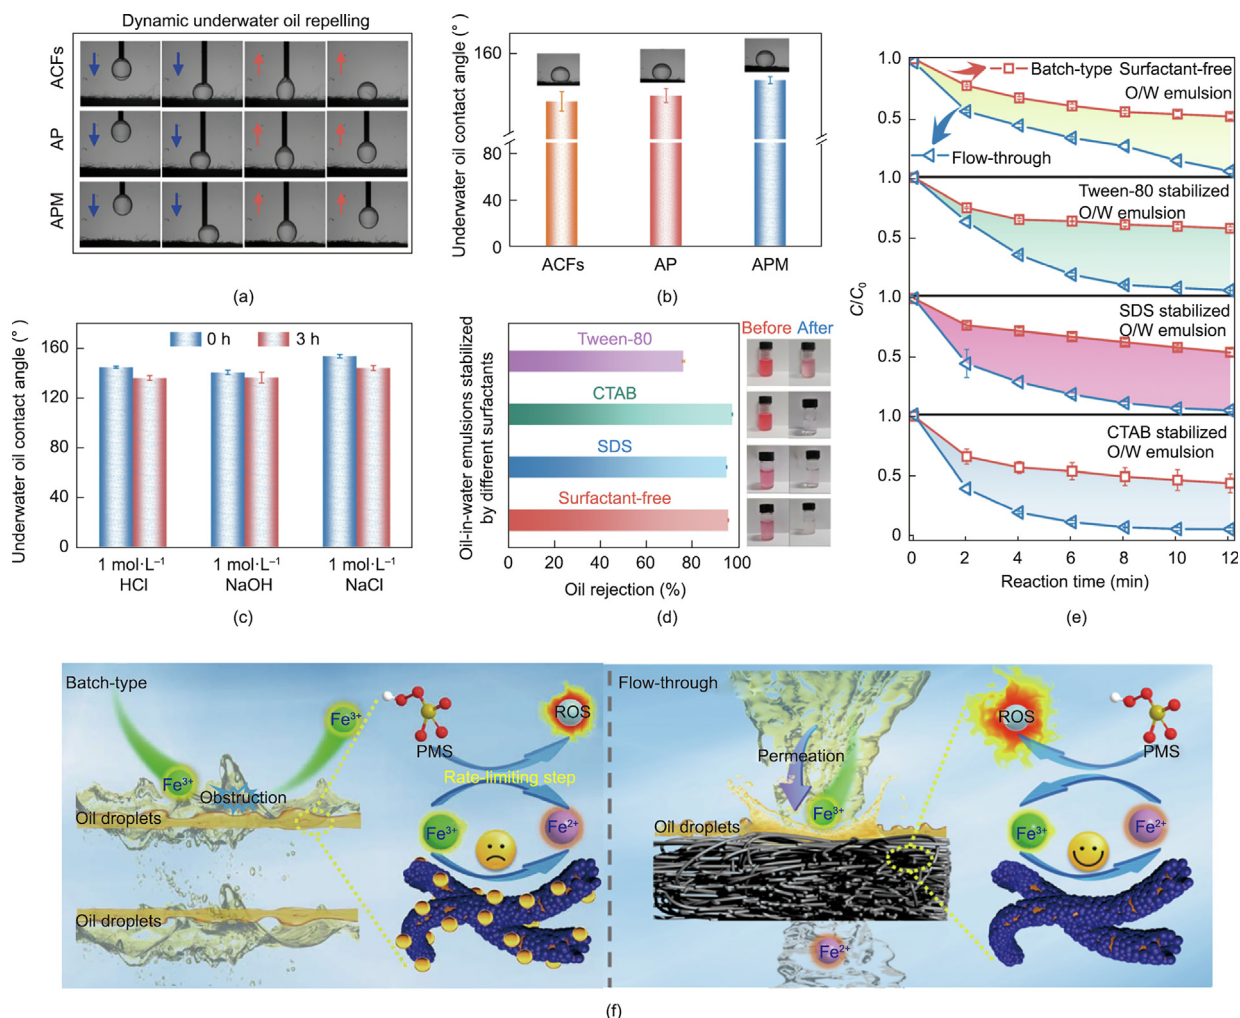 Dynamic underwater oil repelling
ACFs
AP
APM
(a)
Underwater oil contact angle (°)
160
80
40
0
ACFs
AP
APM
(b)
Underwater oil contact angle (°)
160
120
80
40
0
0 h
3 h
1 mol·L⁻¹
HCl
1 mol·L⁻¹
NaOH
1 mol·L⁻¹
NaCl
(c)
Oil-in-water emulsions stabilized
by different surfactants
Tween-80
CTAB
SDS
Surfactant-free
Before
After
0
20
40
60
80
100
Oil rejection (%)
(d)
C/C₀
1.0
0.5
Batch-type
Surfactant-free
O/W emulsion
Flow-through
1.0
0.5
Tween-80 stabilized
O/W emulsion
1.0
0.5
SDS stabilized
O/W emulsion
1.0
0.5
0
CTAB stabilized
O/W emulsion
0
2
4
6
8
10
12
Reaction time (min)
(e)
Batch-type
Fe³⁺
Fe³⁺
Obstruction
Oil droplets
Oil droplets
PMS
ROS
Rate-limiting step
Fe³⁺
Fe²⁺
Flow-through
Permeation
Fe³⁺
Oil droplets
Fe²⁺
ROS
PMS
Fe³⁺
Fe²⁺
(f)